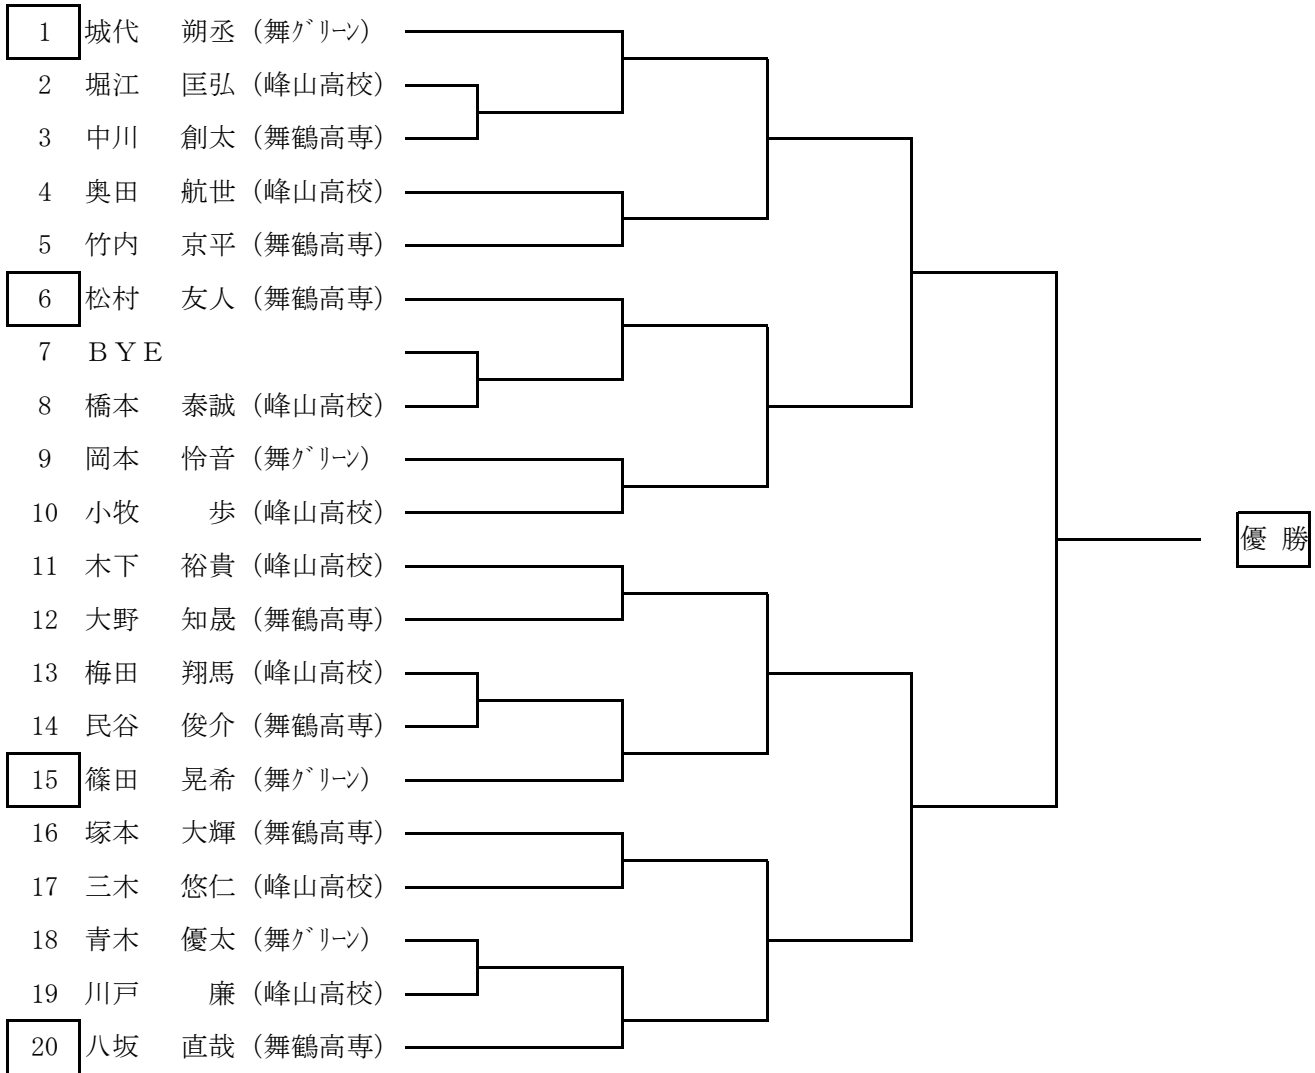 1 城代 朔丞 (舞ｸﾞﾘｰﾝ)
2 堀江 匡弘 (峰山高校)
3 中川 創太 (舞鶴高専)
4 奥田 航世 (峰山高校)
5 竹内 京平 (舞鶴高専)
6 松村 友人 (舞鶴高専)
7 ＢＹＥ
8 橋本 泰誠 (峰山高校)
9 岡本 怜音 (舞ｸﾞﾘｰﾝ)
10 小牧 歩 (峰山高校)
優 勝
11 木下 裕貴 (峰山高校)
12 大野 知晟 (舞鶴高専)
13 梅田 翔馬 (峰山高校)
14 民谷 俊介 (舞鶴高専)
15 篠田 晃希 (舞ｸﾞﾘｰﾝ)
16 塚本 大輝 (舞鶴高専)
17 三木 悠仁 (峰山高校)
18 青木 優太 (舞ｸﾞﾘｰﾝ)
19 川戸 廉 (峰山高校)
20 八坂 直哉 (舞鶴高専)